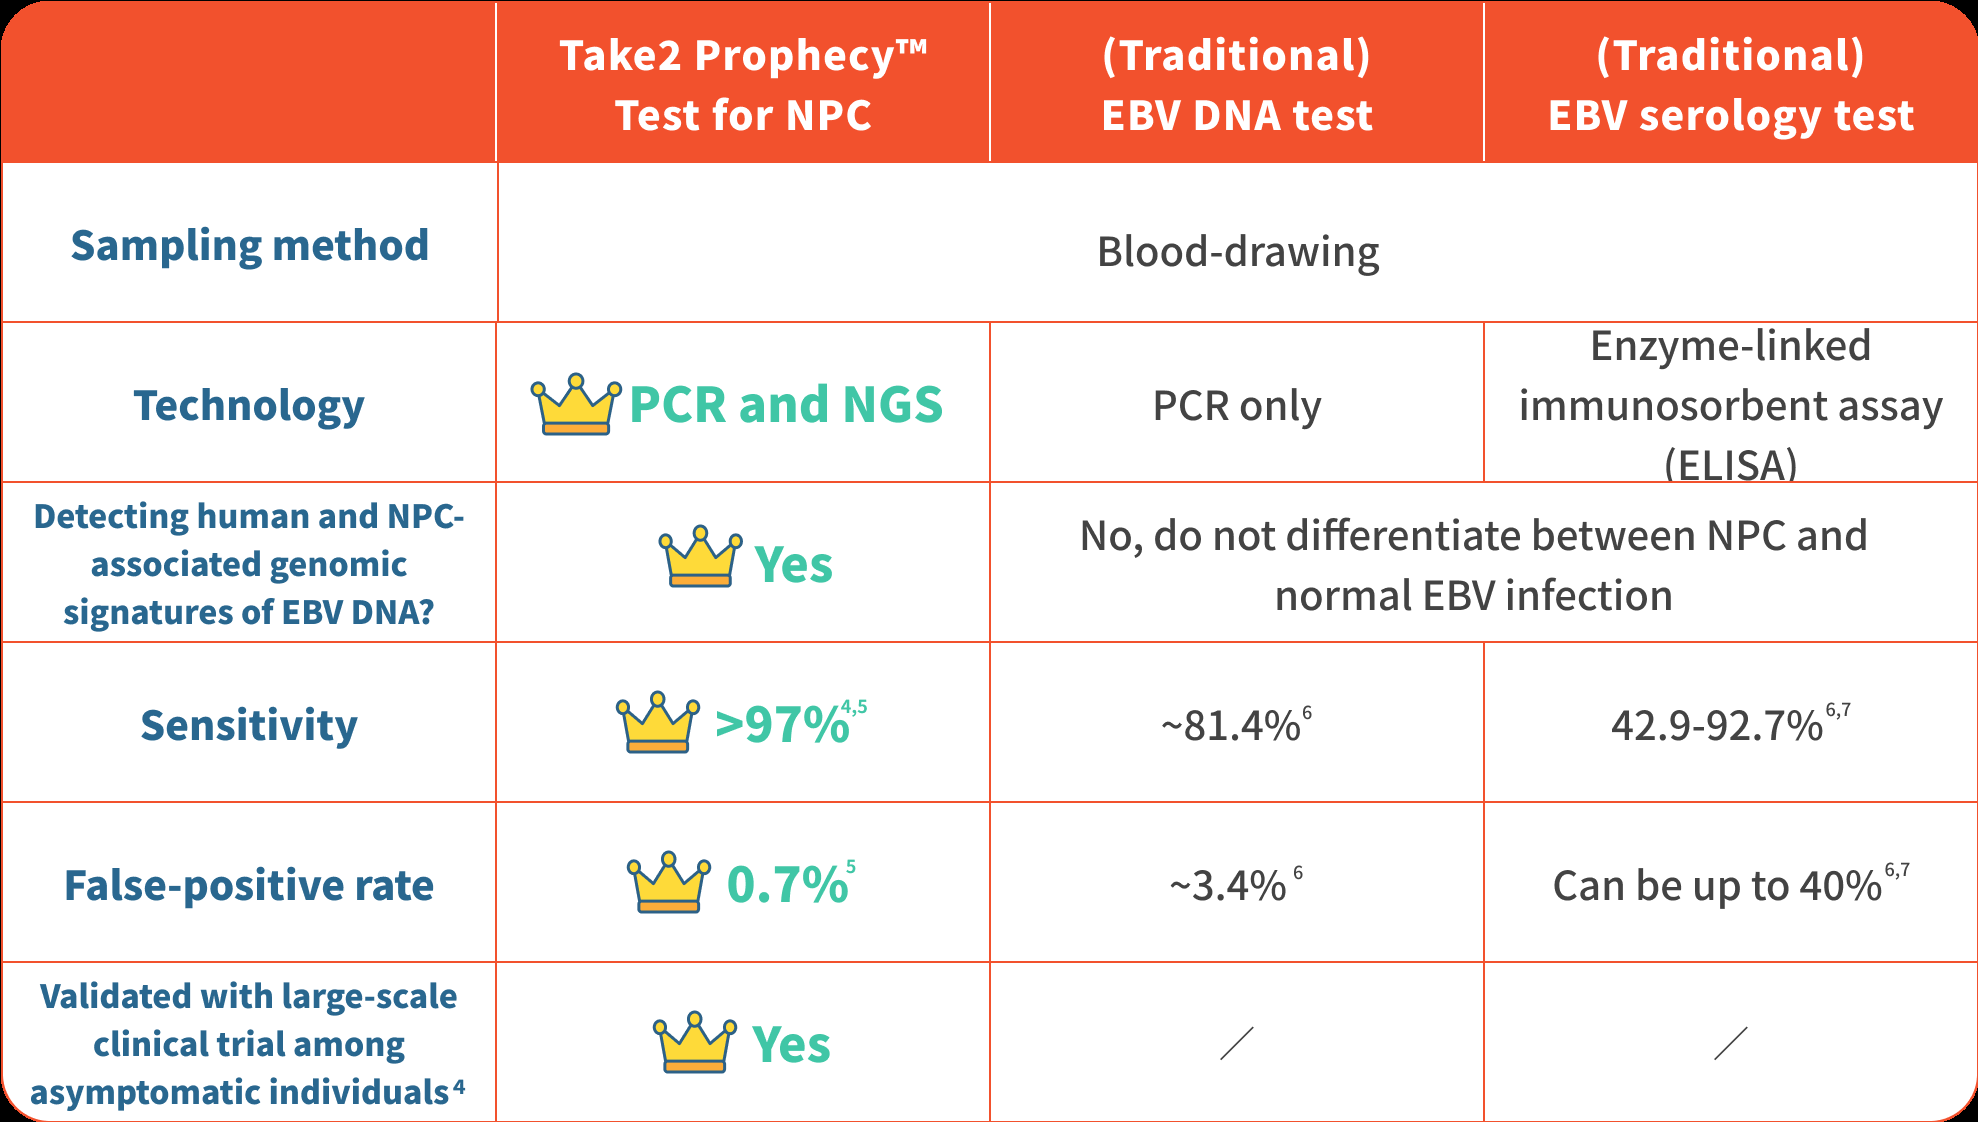 Take2 Prophecy™
Test for NPC
(Traditional)
EBV DNA test
(Traditional)
EBV serology test
Sampling method
Blood-drawing
Technology
PCR and NGS
PCR only
Enzyme-linked
immunosorbent assay
(ELISA)
Detecting human and NPC-
associated genomic
signatures of EBV DNA?
Yes
No, do not differentiate between NPC and
normal EBV infection
Sensitivity
>97%4,5
~81.4%6
42.9-92.7%6,7
False-positive rate
0.7%5
~3.4% 6
Can be up to 40%6,7
Validated with large-scale
clinical trial among
asymptomatic individuals4
Yes
/
/